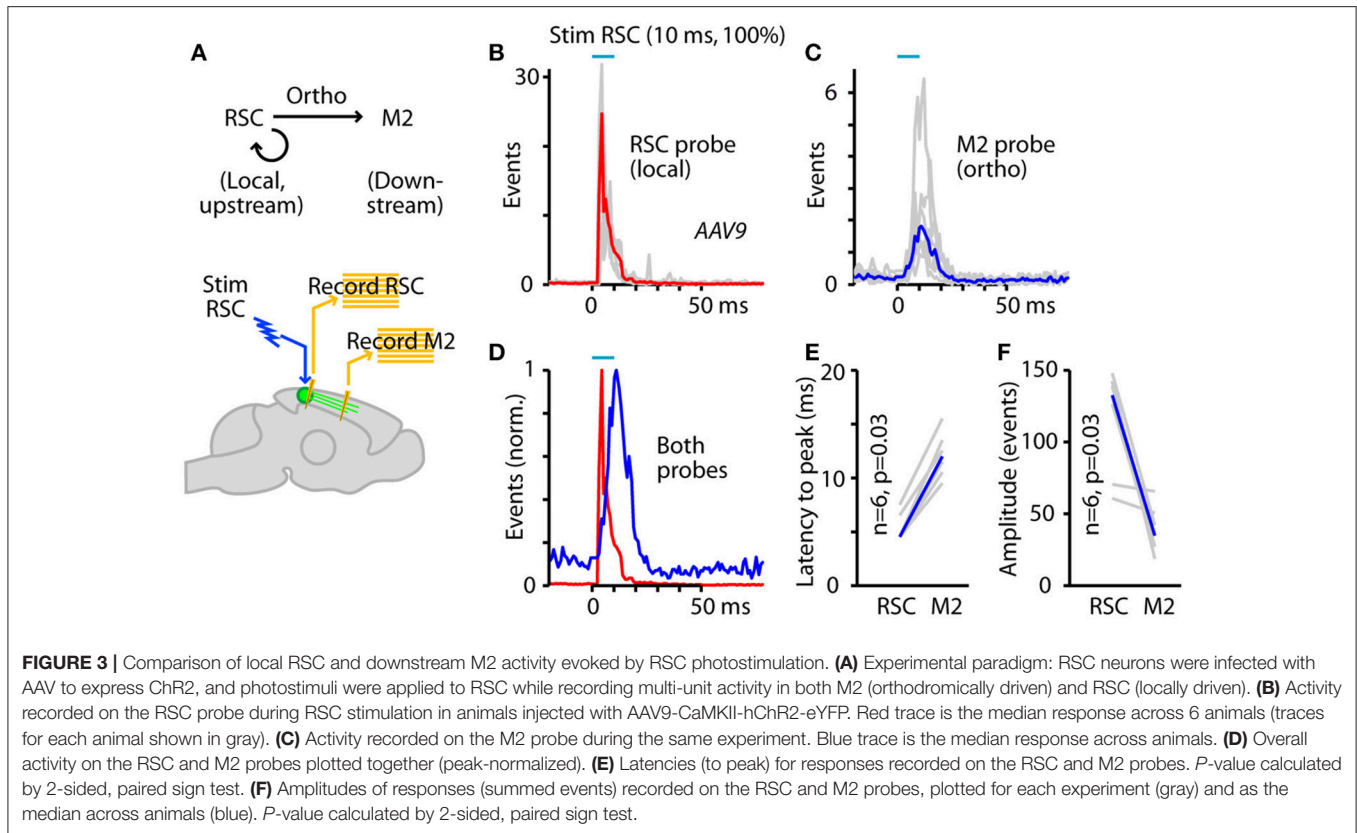 A
Ortho
RSC
M2
(Local,
upstream)
(Down-
stream)
Stim
RSC
Record RSC
Record M2
Stim RSC (10 ms, 100%)
B
30
Events
0
RSC probe
(local)
AAV9
0
50 ms
C
6
Events
0
M2 probe
(ortho)
0
50 ms
D
1
Events (norm.)
0
Both
probes
0
50 ms
E
20
10
0
Latency to peak (ms)
n=6, p=0.03
RSC M2
F
150
100
50
0
Amplitude (events)
n=6, p=0.03
RSC M2
FIGURE 3 | Comparison of local RSC and downstream M2 activity evoked by RSC photostimulation. (A) Experimental paradigm: RSC neurons were infected with
AAV to express ChR2, and photostimuli were applied to RSC while recording multi-unit activity in both M2 (orthodromically driven) and RSC (locally driven). (B) Activity
recorded on the RSC probe during RSC stimulation in animals injected with AAV9-CaMKII-hChR2-eYFP. Red trace is the median response across 6 animals (traces
for each animal shown in gray). (C) Activity recorded on the M2 probe during the same experiment. Blue trace is the median response across animals. (D) Overall
activity on the RSC and M2 probes plotted together (peak-normalized). (E) Latencies (to peak) for responses recorded on the RSC and M2 probes. P-value calculated
by 2-sided, paired sign test. (F) Amplitudes of responses (summed events) recorded on the RSC and M2 probes, plotted for each experiment (gray) and as the
median across animals (blue). P-value calculated by 2-sided, paired sign test.